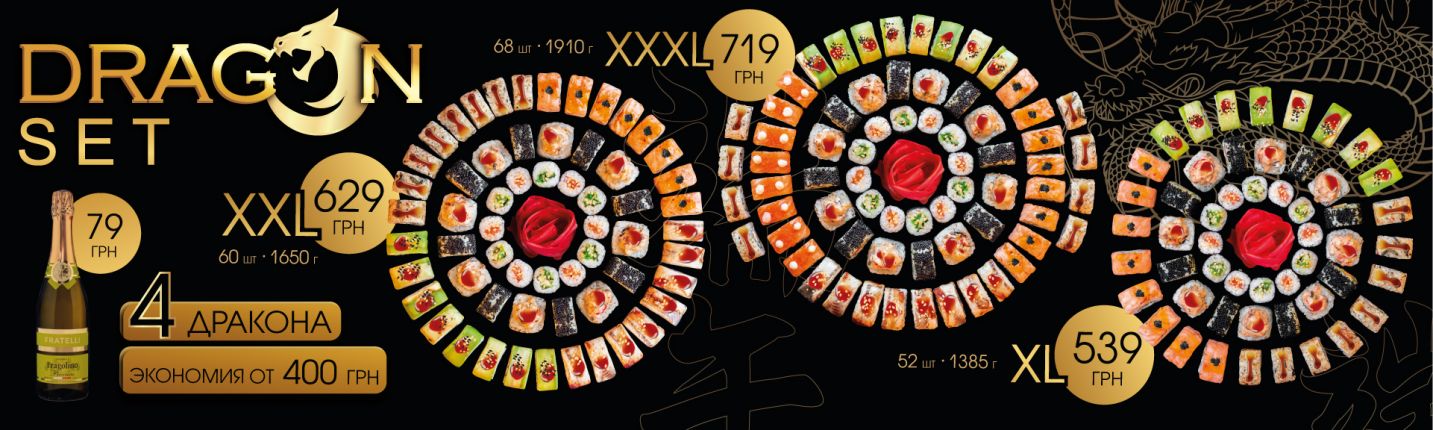 DRAGON
SET
79
ГРН
FRATELLI
Fragolino
4 ДРАКОНА
ЭКОНОМИЯ ОТ 400 ГРН
XXL
629
ГРН
60 шт · 1650 г
68 шт · 1910 г
XXXL
719
ГРН
52 шт · 1385 г
XL
539
ГРН